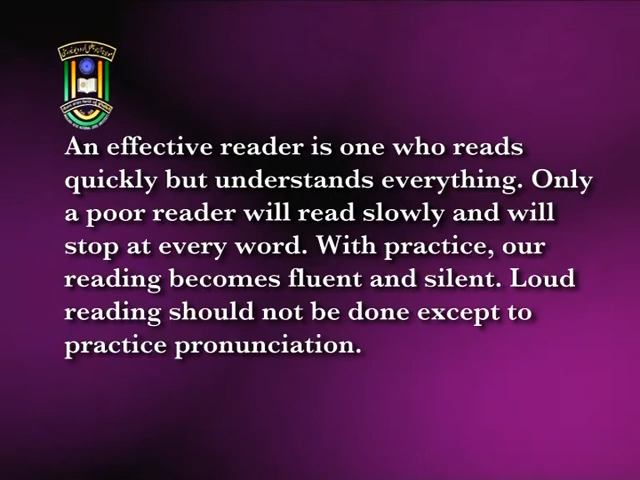 An effective reader is one who reads
quickly but understands everything. Only
a poor reader will read slowly and will
stop at every word. With practice, our
reading becomes fluent and silent. Loud
reading should not be done except to
practice pronunciation.